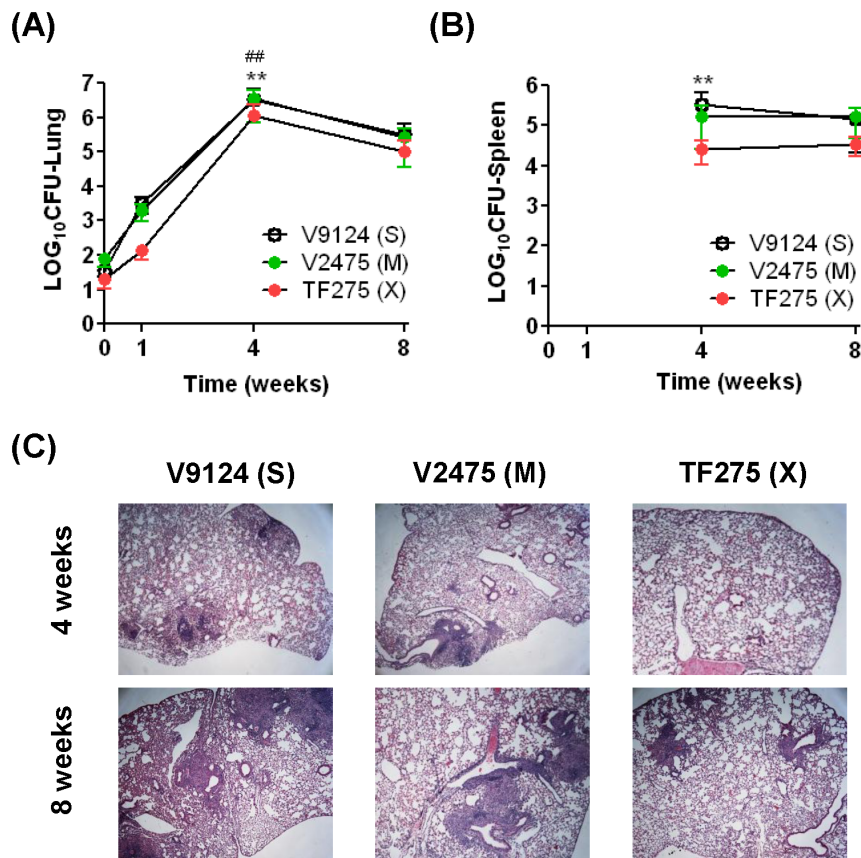 (A)
##
**
LOG10CFU-Lung
7
6
5
4
3
2
1
0
V9124 (S)
V2475 (M)
TF275 (X)
0 1 4 8
Time (weeks)
(B)
**
LOG10CFU-Spleen
6
5
4
3
2
1
0
V9124 (S)
V2475 (M)
TF275 (X)
0 1 4 8
Time (weeks)
(C)
V9124 (S) V2475 (M) TF275 (X)
4 weeks
8 weeks